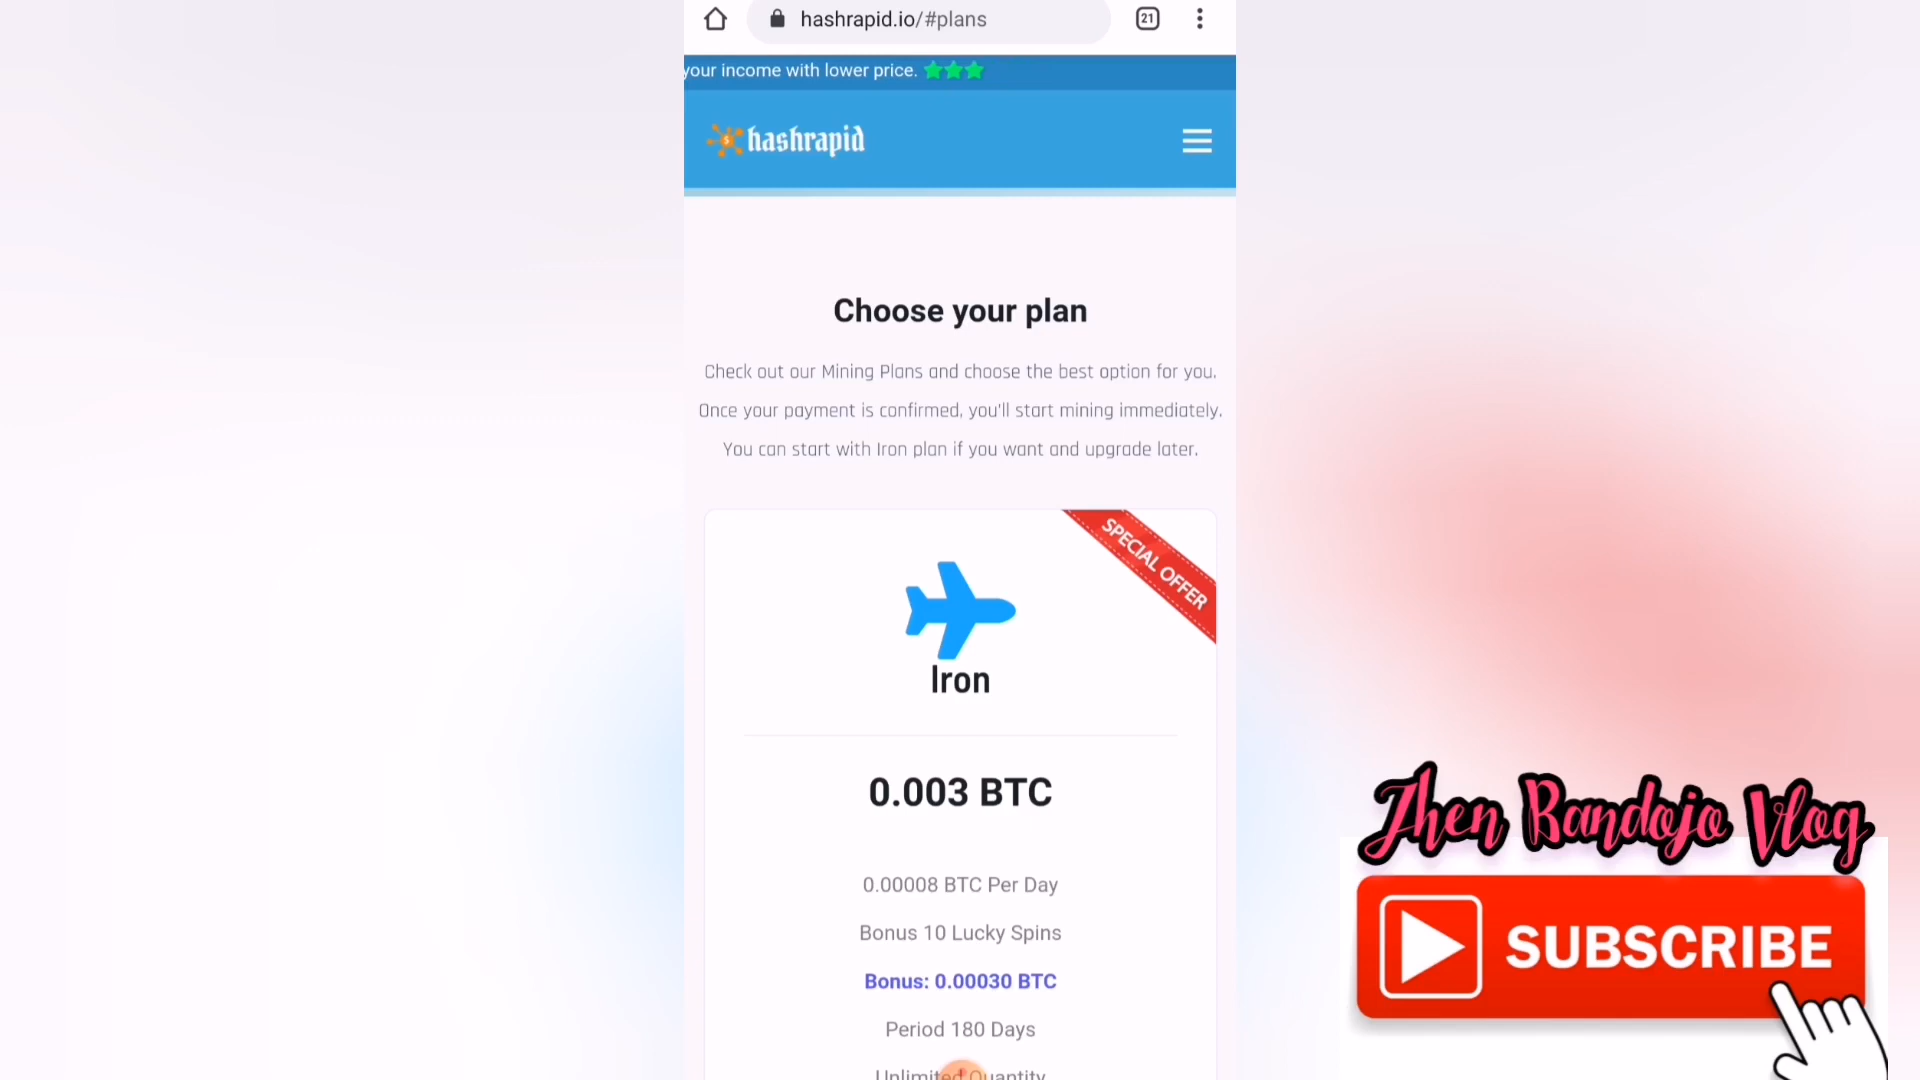 hashrapid.io/#plans
21
your income with lower price.
hashrapid
Choose your plan
Check out our Mining Plans and choose the best option for you.
Once your payment is confirmed, you'll start mining immediately.
You can start with Iron plan if you want and upgrade later.
SPECIAL OFFER
Iron
0.003 BTC
0.00008 BTC Per Day
Bonus 10 Lucky Spins
Bonus: 0.00030 BTC
Period 180 Days
Unlimited Quantity
Jhen Bandojo Vlog
SUBSCRIBE